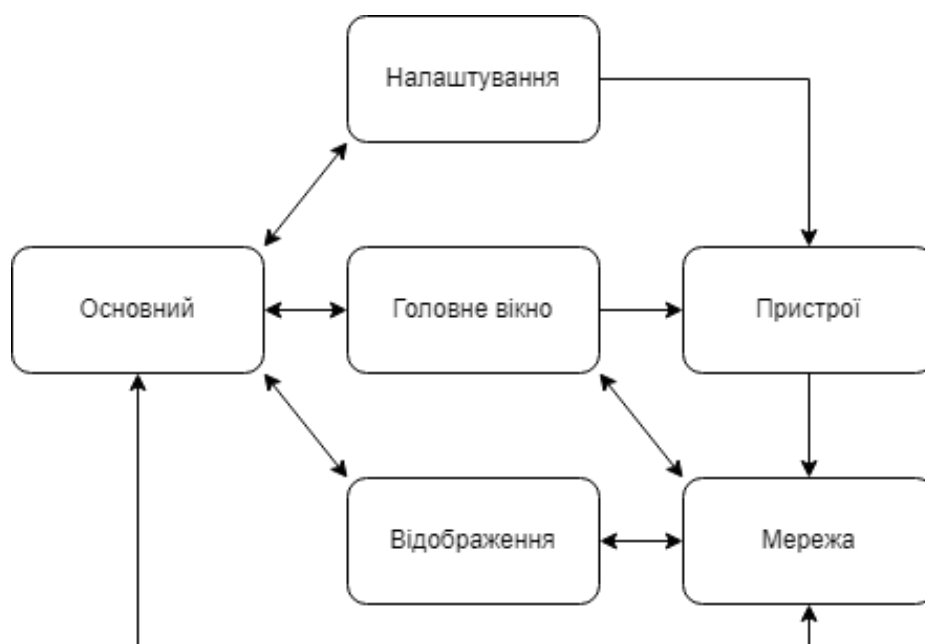 Налаштування
Основний
Головне вікно
Пристрої
Відображення
Мережа